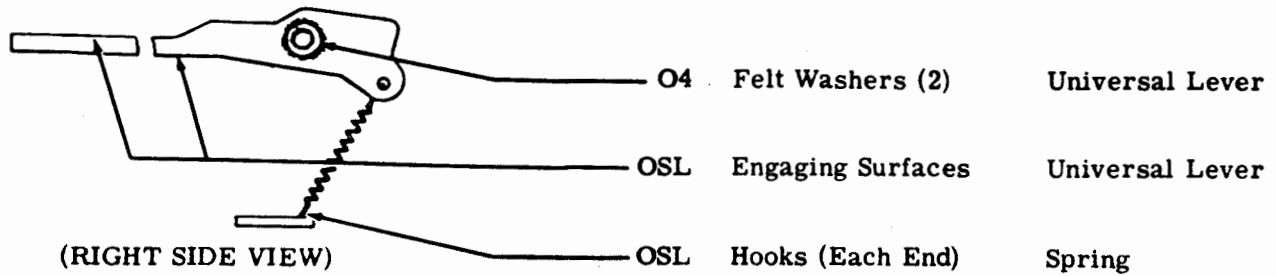 O4 Felt Washers (2) Universal Lever
OSL Engaging Surfaces Universal Lever
(RIGHT SIDE VIEW)
OSL Hooks (Each End) Spring